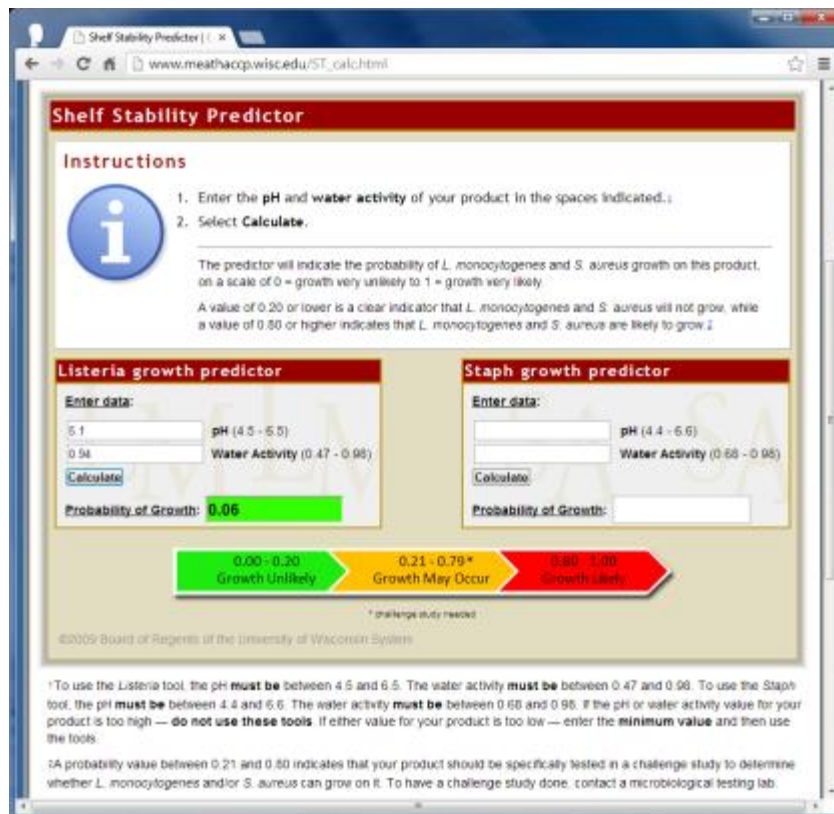 Shelf Stability Predictor | (
www.meathaccp.wisc.edu/ST_calc.html
Shelf Stability Predictor
Instructions
1. Enter the pH and water activity of your product in the spaces indicated.
2. Select Calculate.
The predictor will indicate the probability of L. monocytogenes and S. aureus growth on this product,
on a scale of 0 = growth very unlikely to 1 = growth very likely
A value of 0.20 or lower is a clear indicator that L. monocytogenes and S. aureus will not grow, while
a value of 0.80 or higher indicates that L. monocytogenes and S. aureus are likely to grow.‡
Listeria growth predictor
Enter data:
5.1 pH (4.5 - 6.5)
0.94 Water Activity (0.47 - 0.98)
Calculate
Probability of Growth: 0.06
Staph growth predictor
Enter data:
pH (4.4 - 6.6)
Water Activity (0.68 - 0.98)
Calculate
Probability of Growth:
0.00 - 0.20
Growth Unlikely
0.21 - 0.79*
Growth May Occur
0.80 - 1.00
Growth Likely
* challenge study needed
©2009 Board of Regents of the University of Wisconsin System
†To use the Listeria tool, the pH must be between 4.5 and 6.5. The water activity must be between 0.47 and 0.98. To use the Staph
tool, the pH must be between 4.4 and 6.6. The water activity must be between 0.68 and 0.98. If the pH or water activity value for your
product is too high — do not use these tools. If either value for your product is too low — enter the minimum value and then use
the tools.
‡A probability value between 0.21 and 0.80 indicates that your product should be specifically tested in a challenge study to determine
whether L. monocytogenes and/or S. aureus can grow on it. To have a challenge study done, contact a microbiological testing lab.